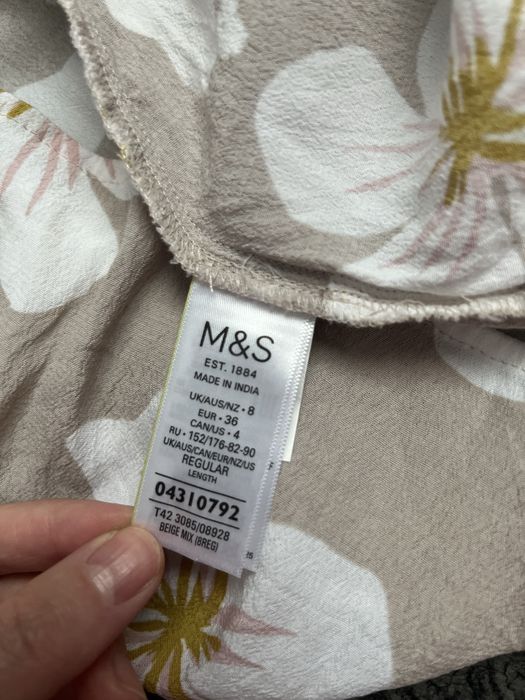 M&S
EST. 1884
MADE IN INDIA
UK/AUS/NZ • 8
EUR • 36
CAN/US • 4
RU • 152/176-82-90
UK/AUS/CAN/EUR/NZ/US
REGULAR
LENGTH
04310792
T42 3085/08928
BEIGE MIX (8REG)